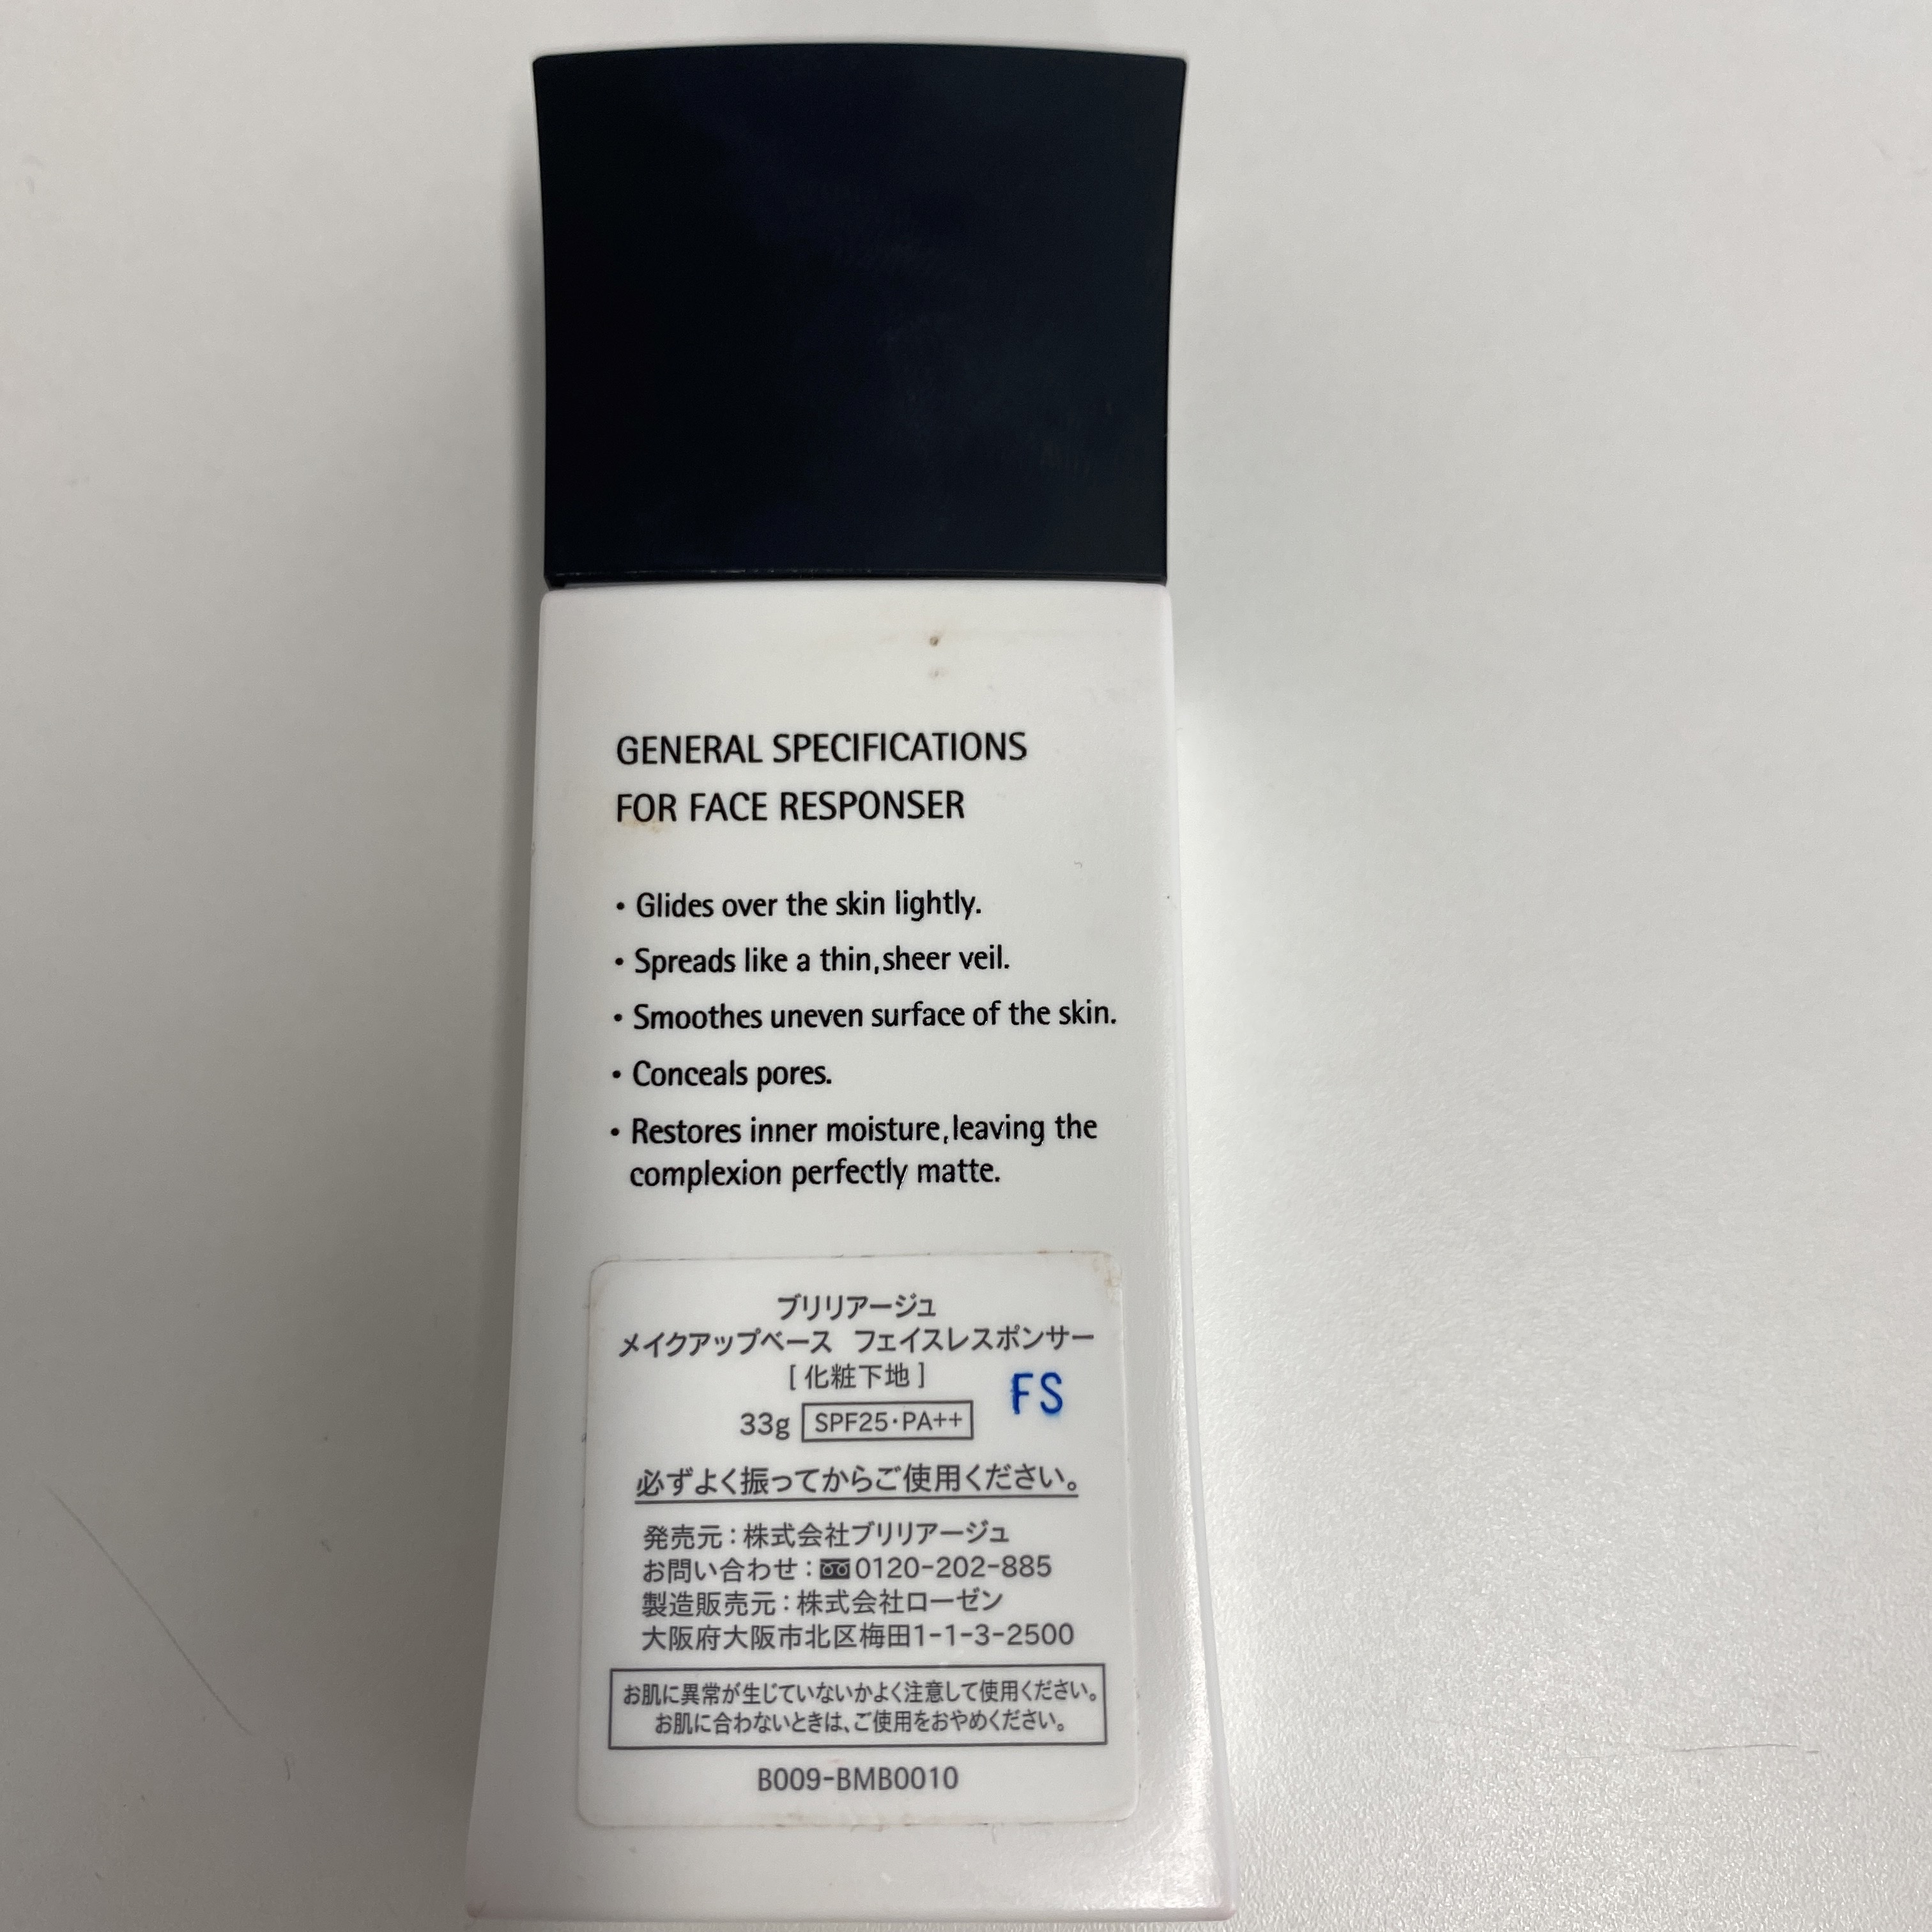 GENERAL SPECIFICATIONS
FOR FACE RESPONSER
・Glides over the skin lightly.
・Spreads like a thin,sheer veil.
・Smoothes uneven surface of the skin.
・Conceals pores.
・Restores inner moisture,leaving the
complexion perfectly matte.
ブリリアージュ
メイクアップベース フェイスレスポンサー
[ 化粧下地 ]
FS
33g SPF25・PA++
必ずよく振ってからご使用ください。
発売元：株式会社ブリリアージュ
お問い合わせ：0120-202-885
製造販売元：株式会社ローゼン
大阪府大阪市北区梅田1-1-3-2500
お肌に異常が生じていないかよく注意して使用ください。
お肌に合わないときは、ご使用をおやめください。
B009-BMB0010